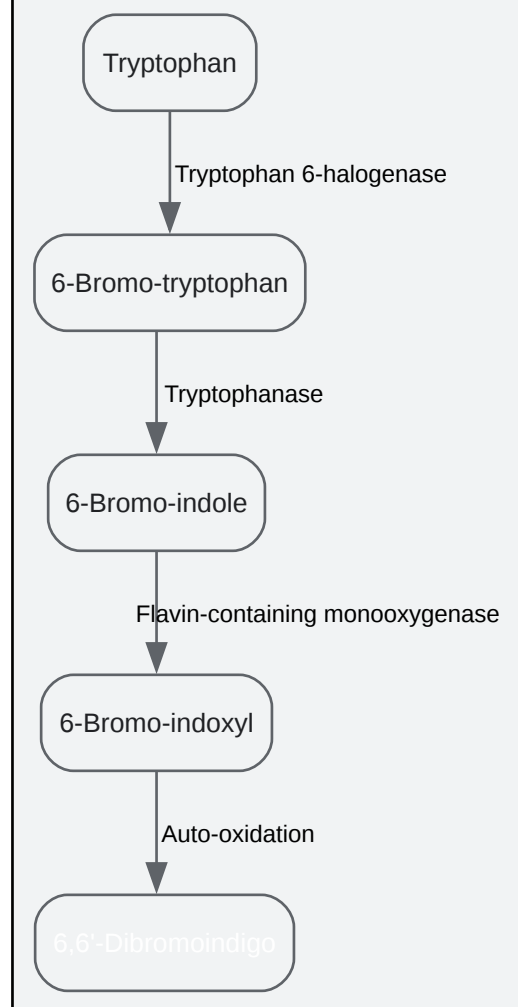 Tryptophan
Tryptophan 6-halogenase
6-Bromo-tryptophan
Tryptophanase
6-Bromo-indole
Flavin-containing monooxygenase
6-Bromo-indoxyl
Auto-oxidation
6,6'-Dibromoindigo